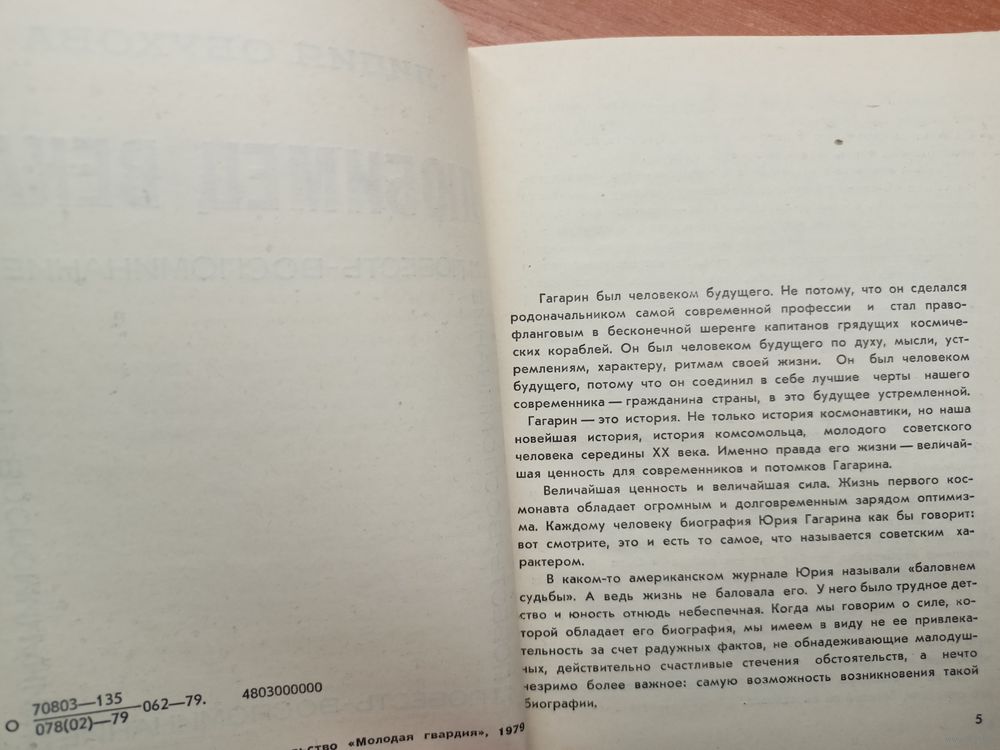 70803—135
О ——— 062—79. 4803000000
078(02)—79
«Молодая гвардия», 1979
Гагарин был человеком будущего. Не потому, что он сделался
родоначальником самой современной профессии и стал право-
фланговым в бесконечной шеренге капитанов грядущих космиче-
ских кораблей. Он был человеком будущего по духу, мысли, уст-
ремлениям, характеру, ритмам своей жизни. Он был человеком
будущего, потому что он соединил в себе лучшие черты нашего
современника — гражданина страны, в это будущее устремленной.
Гагарин — это история. Не только история космонавтики, но наша
новейшая история, история комсомольца, молодого советского
человека середины XX века. Именно правда его жизни — величай-
шая ценность для современников и потомков Гагарина.
Величайшая ценность и величайшая сила. Жизнь первого кос-
монавта обладает огромным и долговременным зарядом оптимиз-
ма. Каждому человеку биография Юрия Гагарина как бы говорит:
вот смотрите, это и есть то самое, что называется советским ха-
рактером.
В каком-то американском журнале Юрия называли «баловнем
судьбы». А ведь жизнь не баловала его. У него было трудное дет-
ство и юность отнюдь небеспечная. Когда мы говорим о силе, ко-
торой обладает его биография, мы имеем в виду не ее привлека-
тельность за счет радужных фактов, не обнадеживающие малодуш-
ных, действительно счастливые стечения обстоятельств, а нечто
незримо более важное: самую возможность возникновения такой
биографии.
5